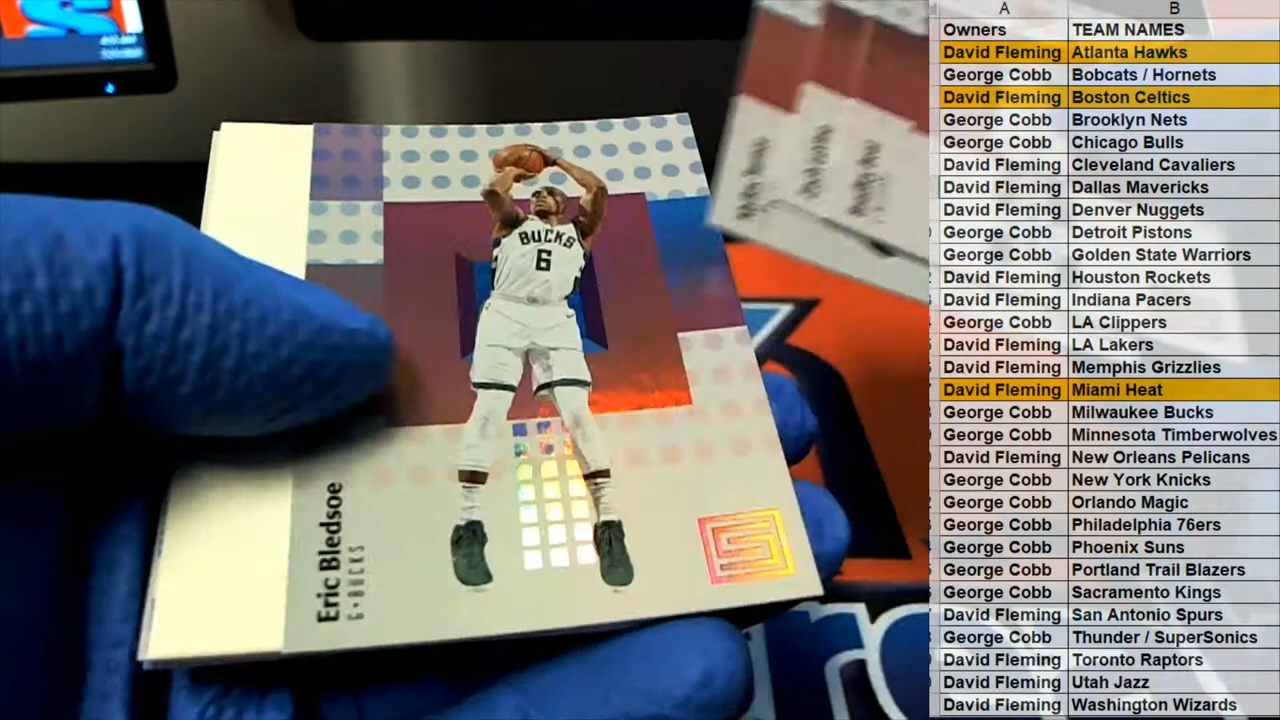 BUCKS
6
Eric Bledsoe
G • BUCKS
A B
Owners TEAM NAMES
David Fleming Atlanta Hawks
George Cobb Bobcats / Hornets
David Fleming Boston Celtics
George Cobb Brooklyn Nets
George Cobb Chicago Bulls
David Fleming Cleveland Cavaliers
David Fleming Dallas Mavericks
David Fleming Denver Nuggets
George Cobb Detroit Pistons
George Cobb Golden State Warriors
David Fleming Houston Rockets
David Fleming Indiana Pacers
George Cobb LA Clippers
David Fleming LA Lakers
David Fleming Memphis Grizzlies
David Fleming Miami Heat
George Cobb Milwaukee Bucks
George Cobb Minnesota Timberwolves
David Fleming New Orleans Pelicans
George Cobb New York Knicks
George Cobb Orlando Magic
George Cobb Philadelphia 76ers
George Cobb Phoenix Suns
George Cobb Portland Trail Blazers
George Cobb Sacramento Kings
David Fleming San Antonio Spurs
George Cobb Thunder / SuperSonics
David Fleming Toronto Raptors
David Fleming Utah Jazz
David Fleming Washington Wizards